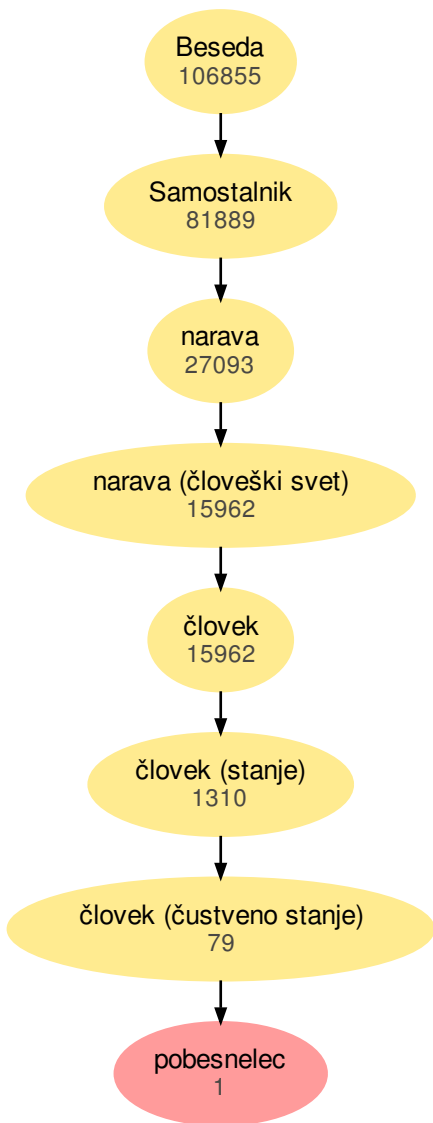 Beseda
106855
Samostalnik
81889
narava
27093
narava (človeški svet)
15962
človek
15962
človek (stanje)
1310
človek (čustveno stanje)
79
pobesnelec
1